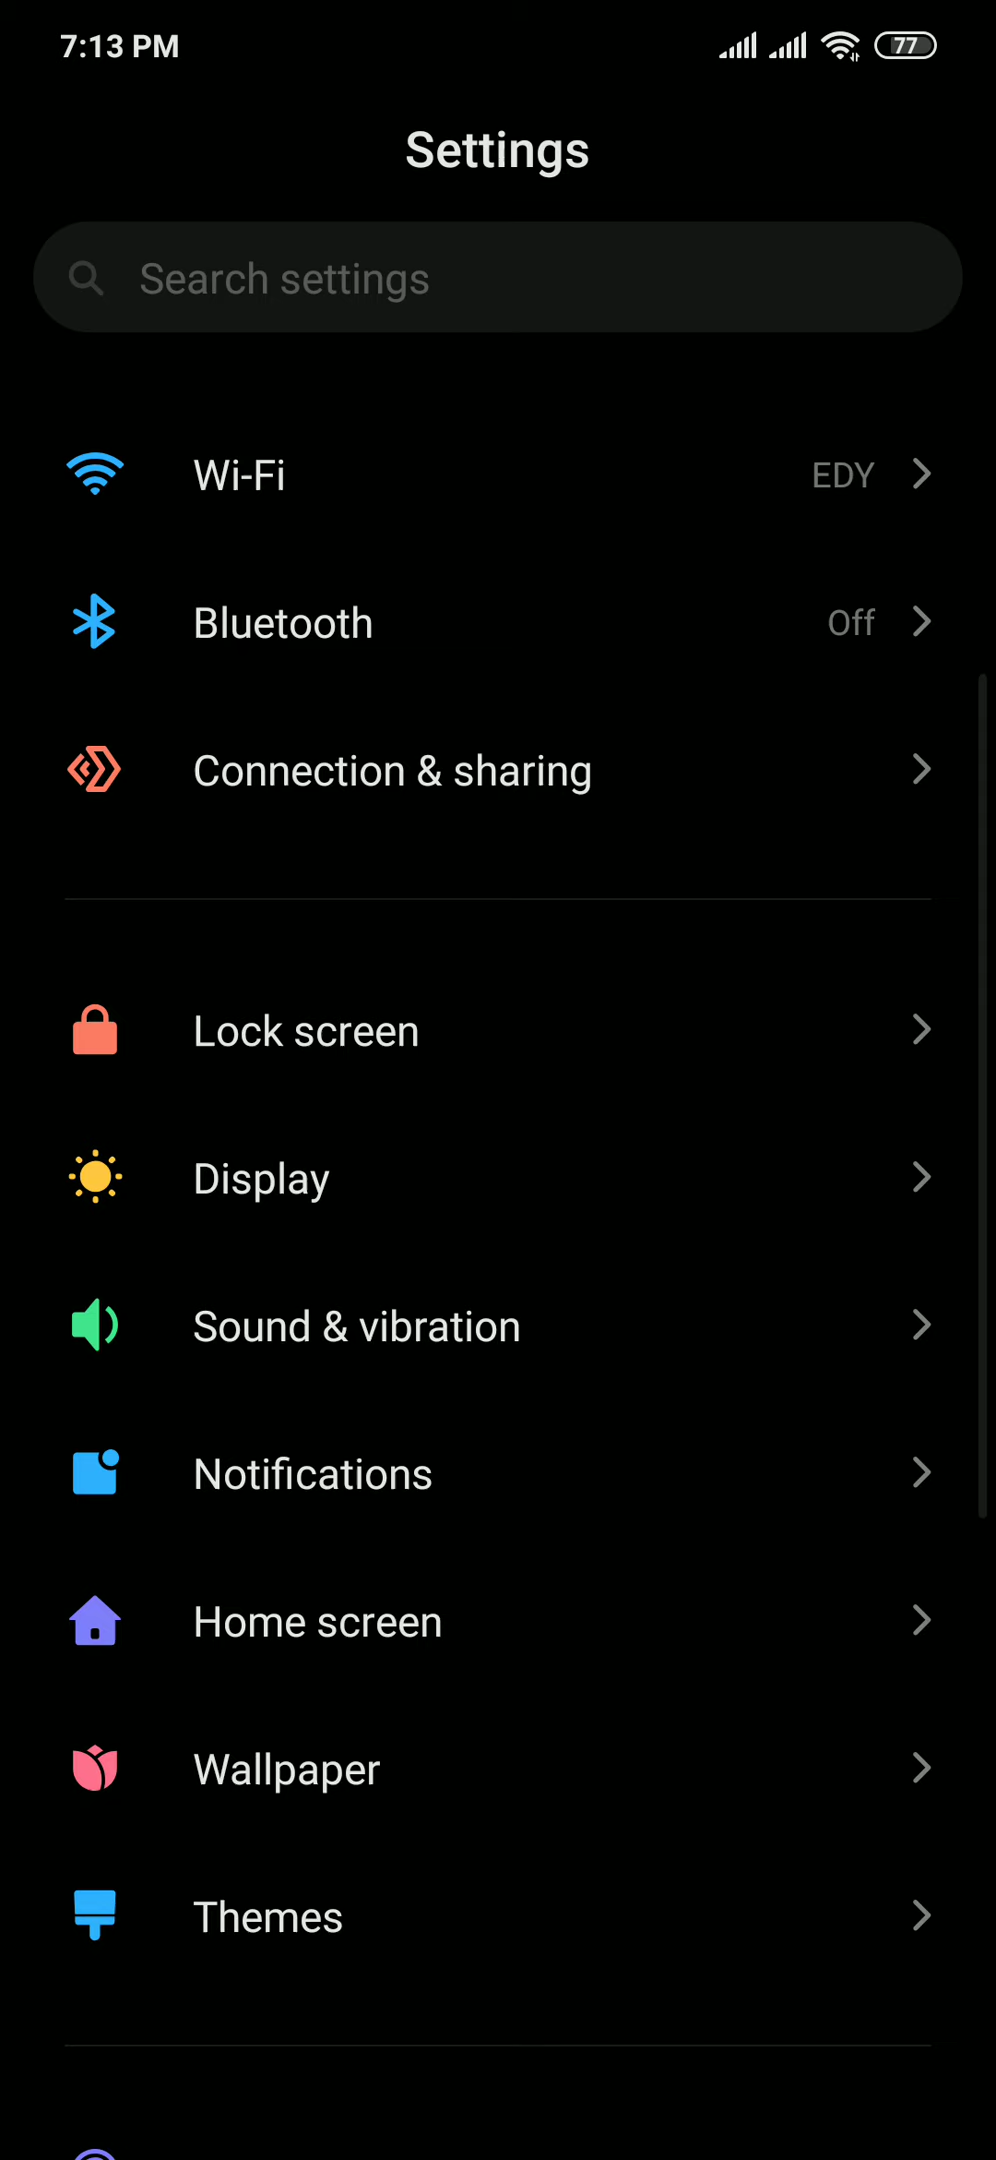 7:13 PM 77
Settings
Search settings
Wi-Fi EDY
Bluetooth Off
Connection & sharing
Lock screen
Display
Sound & vibration
Notifications
Home screen
Wallpaper
Themes